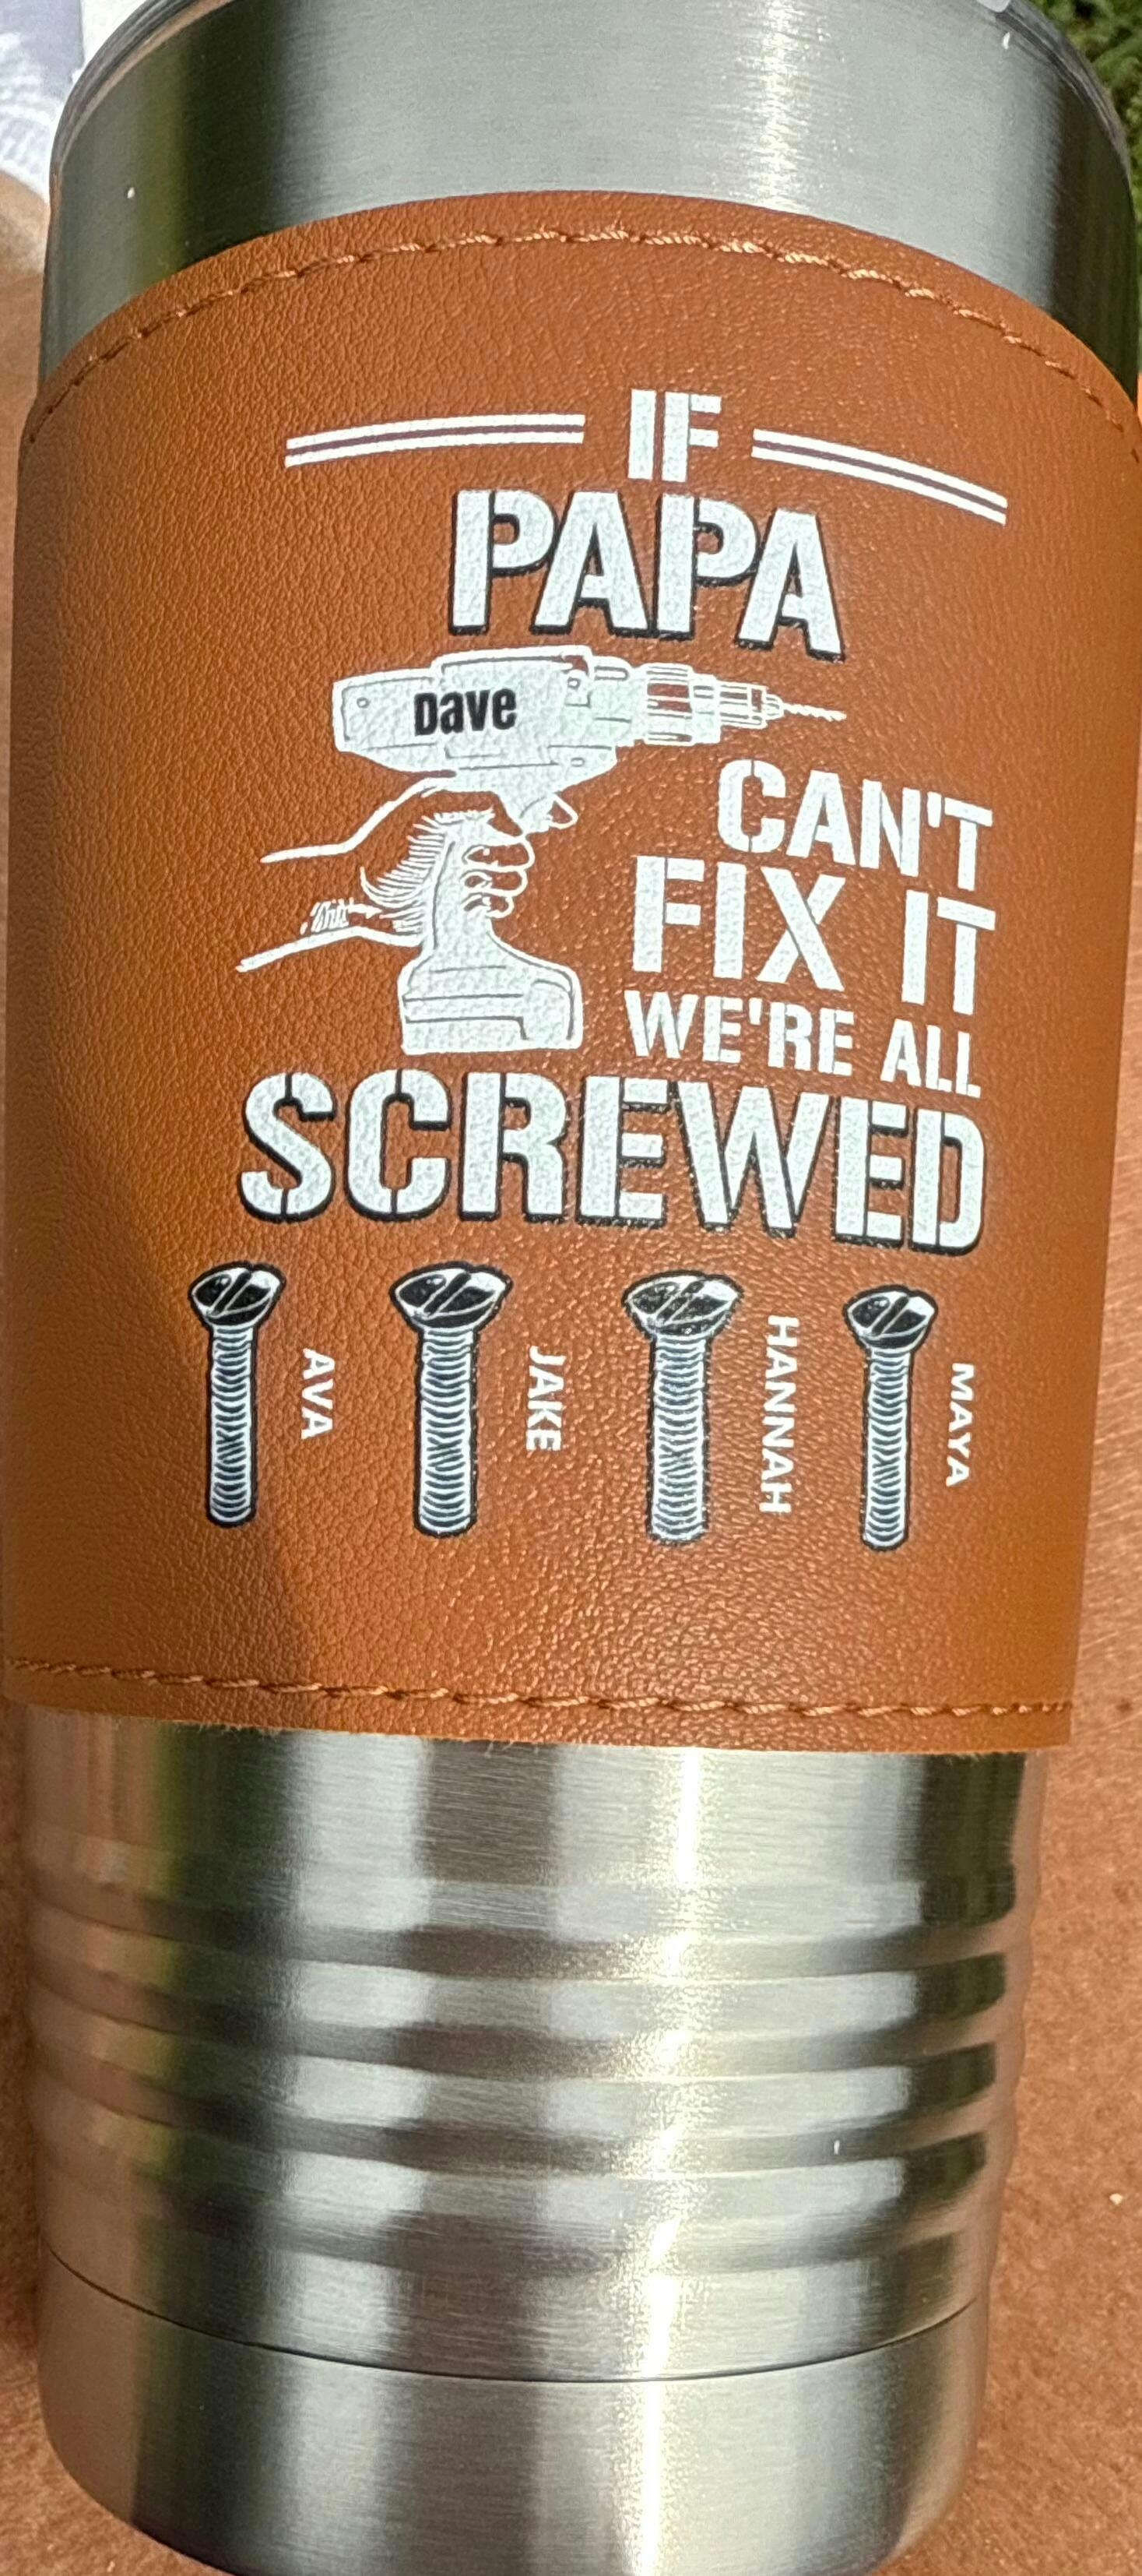 IF
PAPA
Dave
CAN'T
FIX IT
WE'RE ALL
SCREWED
AVA
JAKE
HANNAH
MAYA